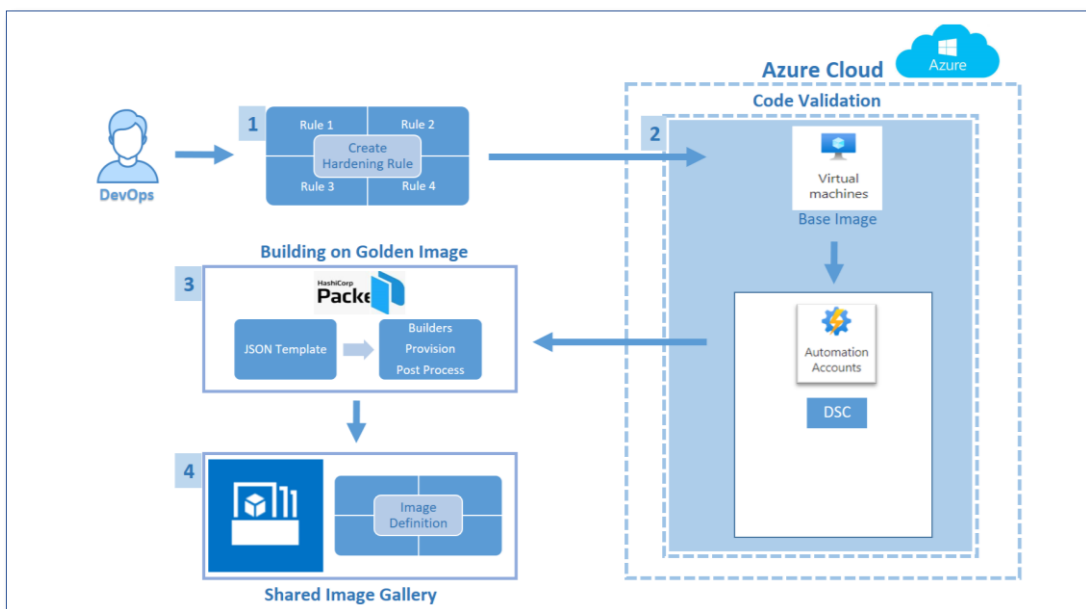 Azure
Azure Cloud
Code Validation
1
Rule 1
Rule 2
Create
Hardening Rule
Rule 3
Rule 4
DevOps
2
Virtual
machines
Base Image
Building on Golden Image
3
HashiCorp
Packe
JSON Template
Builders
Provision
Post Process
Automation
Accounts
DSC
4
Image
Definition
Shared Image Gallery